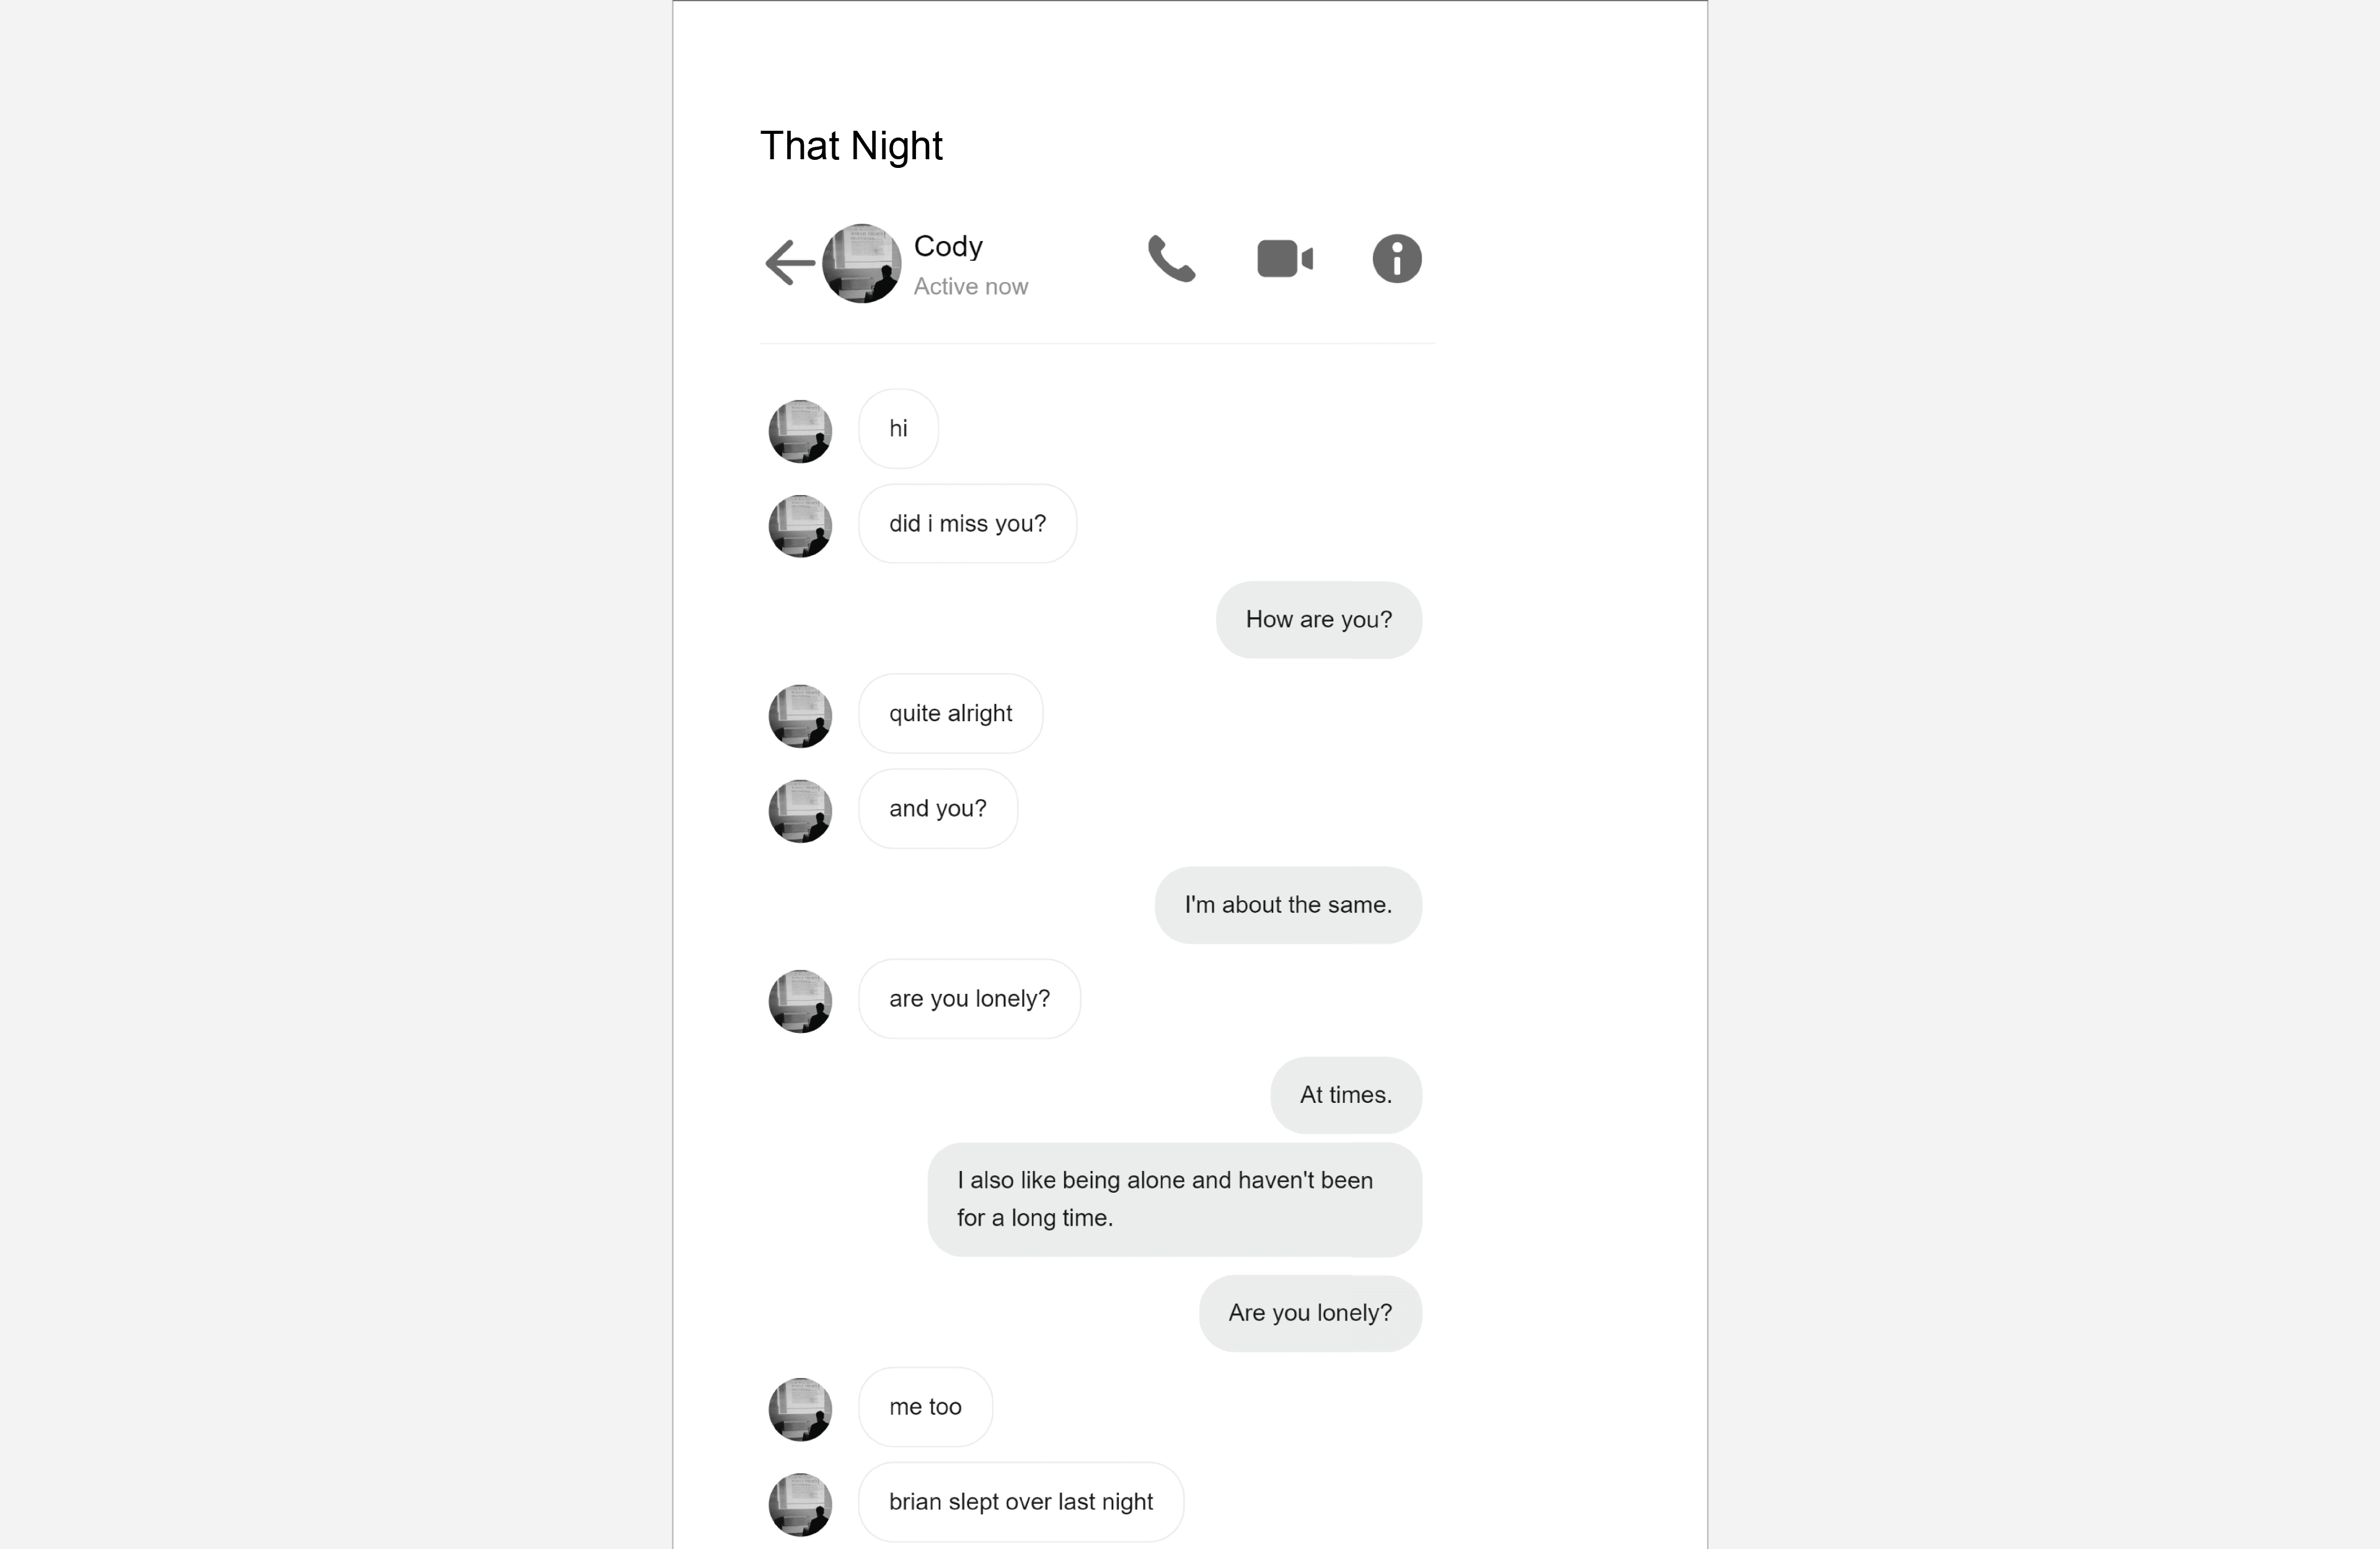 That Night
Cody
Active now
hi
did i miss you?
How are you?
quite alright
and you?
I'm about the same.
are you lonely?
At times.
I also like being alone and haven't been
for a long time.
Are you lonely?
me too
brian slept over last night